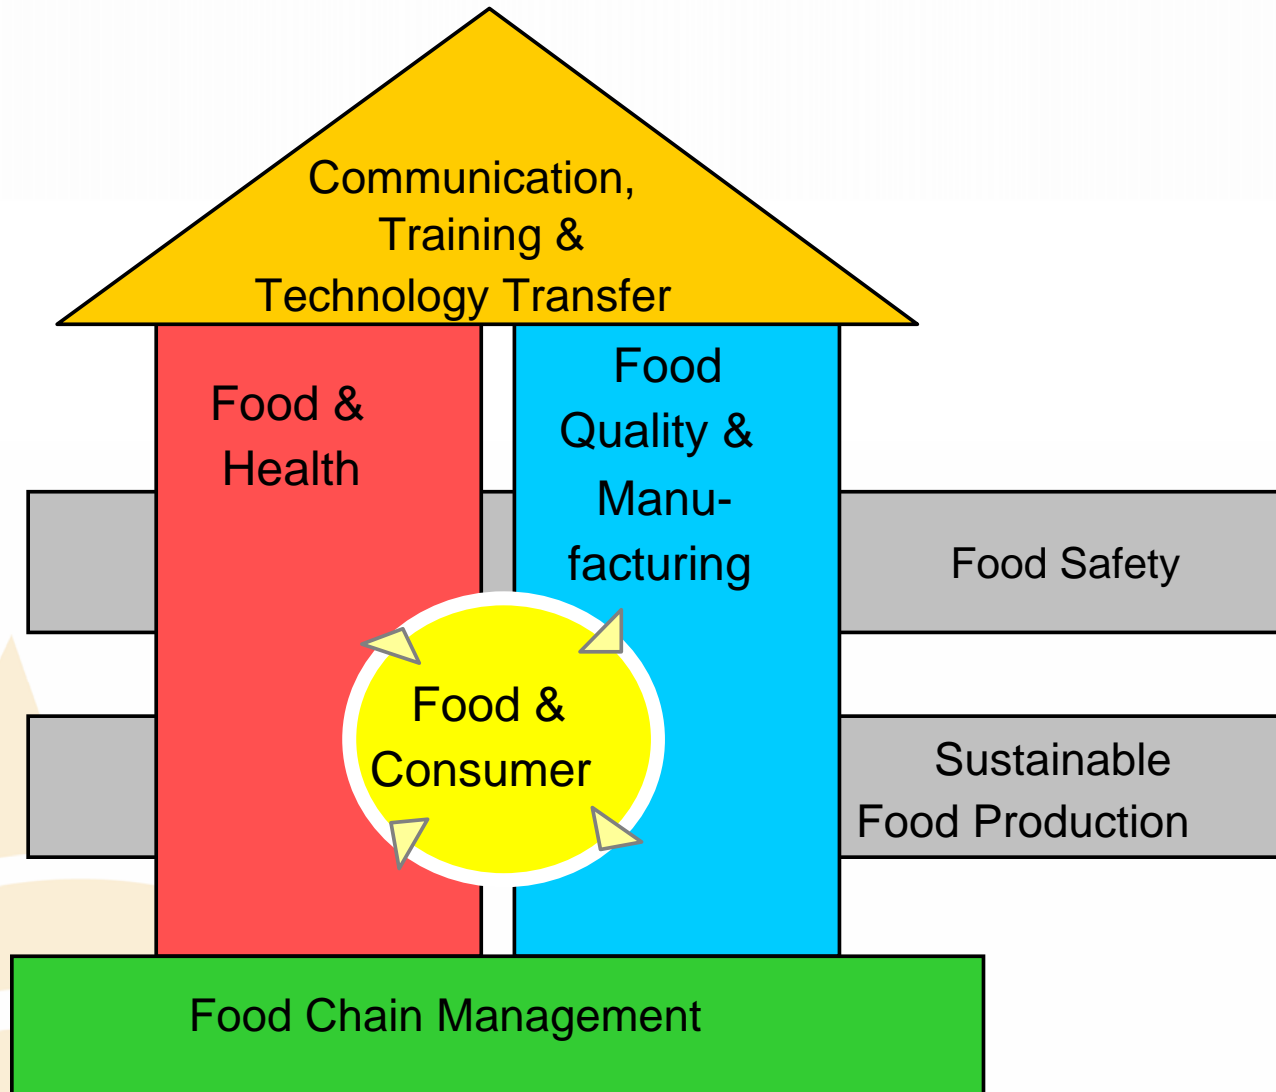 Communication,
Training &
Technology Transfer
Food &
Health
Food
Quality &
Manu-
facturing
Food Safety
Food &
Consumer
Sustainable
Food Production
Food Chain Management